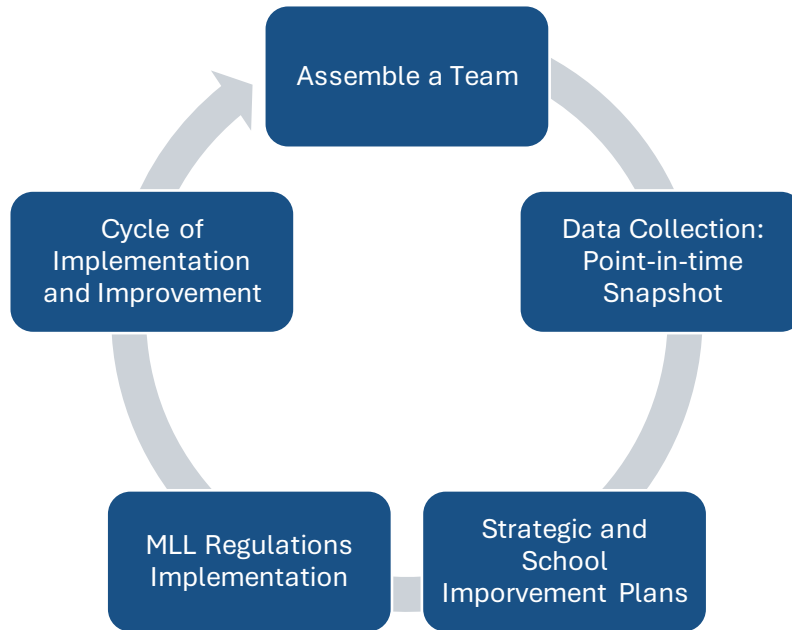 Assemble a Team
Data Collection:
Point-in-time
Snapshot
Strategic and
School
Imporvement Plans
MLL Regulations
Implementation
Cycle of
Implementation
and Improvement